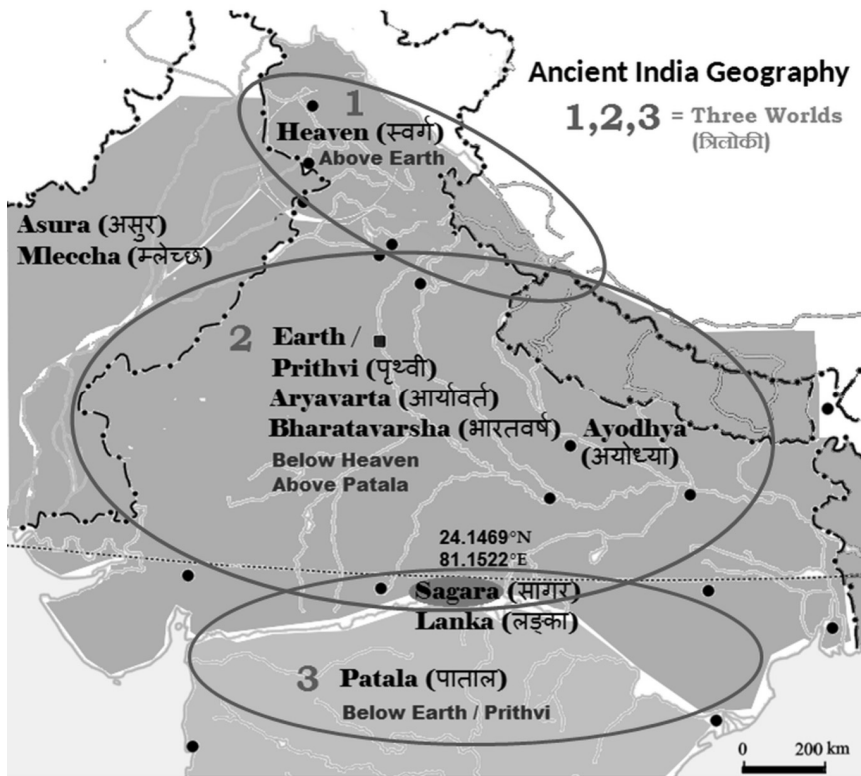 Ancient India Geography
1,2,3 = Three Worlds
(त्रिलोकी)
1
Heaven (स्वर्ग)
Above Earth
Asura (असुर)
Mleccha (म्लेच्छ)
2 Earth /
Prithvi (पृथ्वी)
Aryavarta (आर्यावर्त)
Bharatavarsha (भारतवर्ष)
Ayodhya
(अयोध्या)
Below Heaven
Above Patala
24.1469°N
81.1522°E
Sagara (सागर)
Lanka (लङ्का)
3 Patala (पाताल)
Below Earth / Prithvi
0 200 km